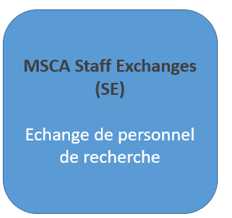 MSCA Staff Exchanges
(SE)
Echange de personnel
de recherche